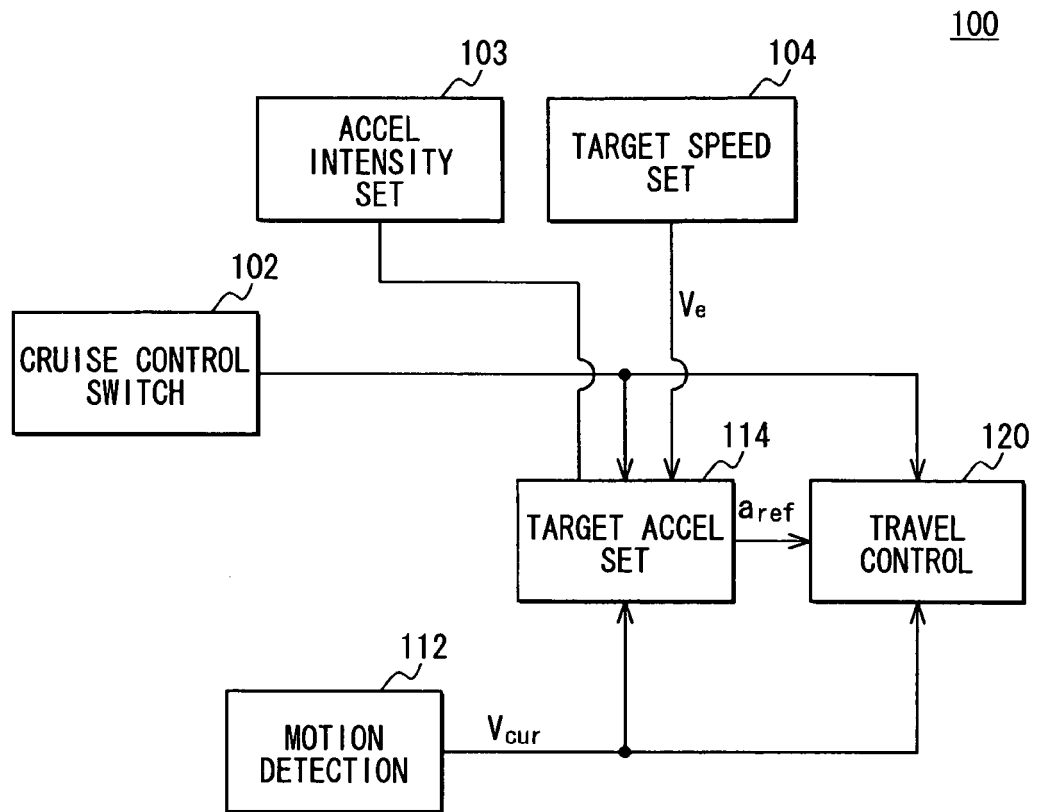 100
103
104
ACCEL
INTENSITY
SET
TARGET SPEED
SET
102
CRUISE CONTROL
SWITCH
Ve
114
120
TARGET ACCEL
SET
aref
TRAVEL
CONTROL
112
MOTION
DETECTION
Vcur